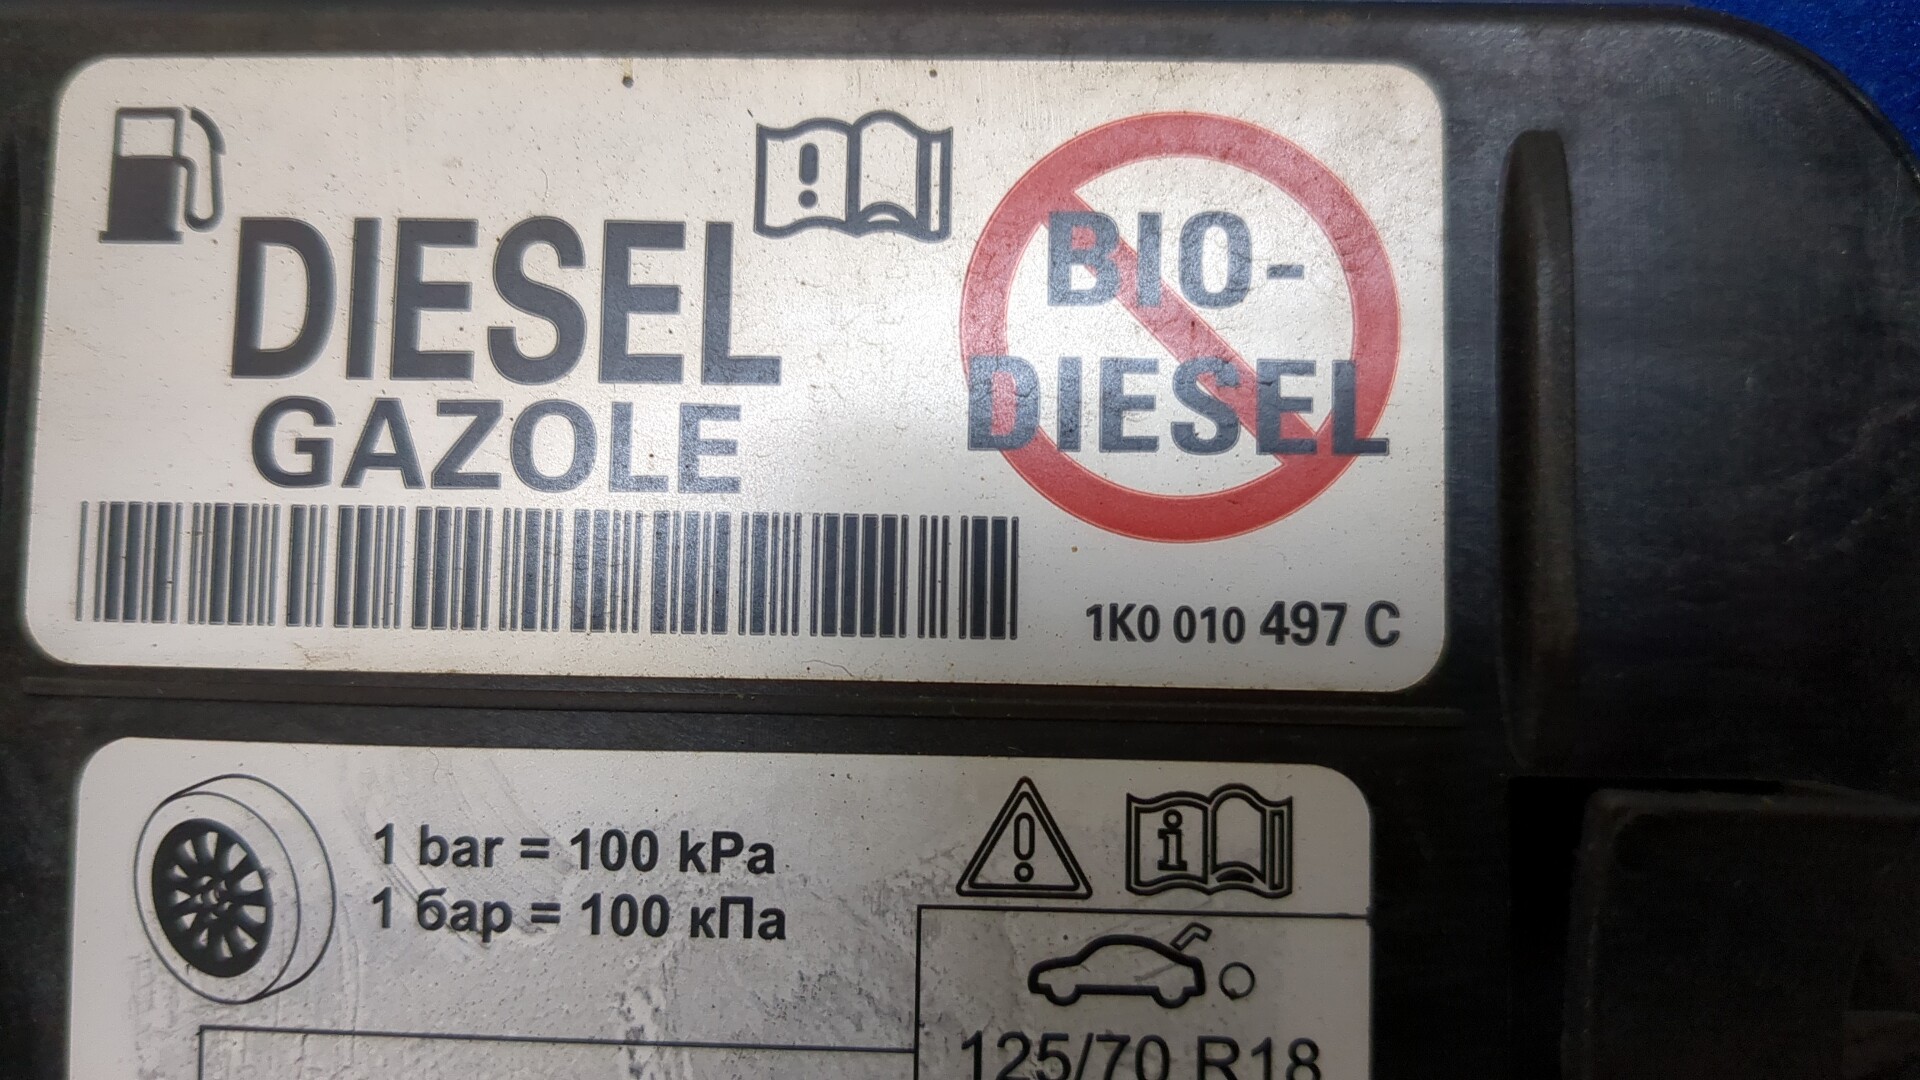 DIESEL
GAZOLE
BIO-
DIESEL
1K0 010 497 C
1 bar = 100 kPa
1 бар = 100 кПа
125/70 R18